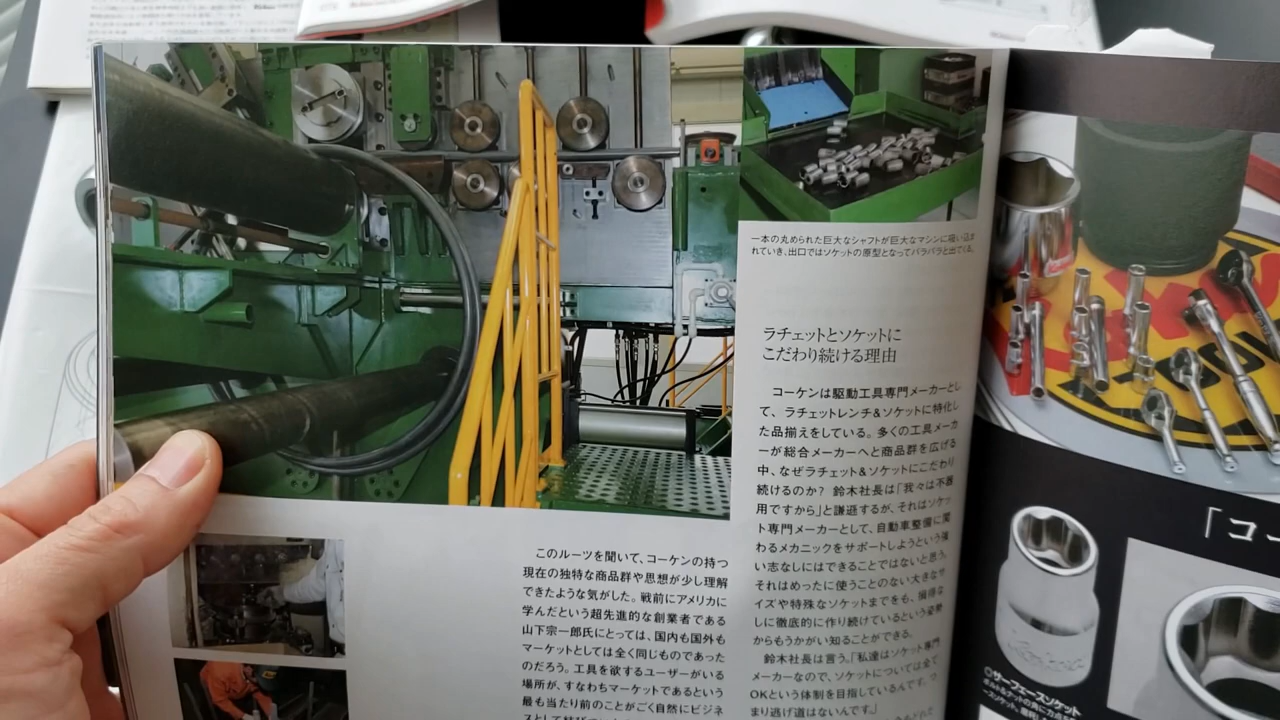 一本の丸められた巨大なシャフトが巨大なマシンに吸い込ま
れていき、出口ではソケットの原型となってバラバラと出てくる。
ラチェットとソケットに
こだわり続ける理由
コーケンは駆動工具専門メーカーとし
て、ラチェットレンチ&ソケットに特化し
た品揃えをしている。多くの工具メーカ
ーが総合メーカーへと商品群を広げる
中、なぜラチェット&ソケットにこだわり
続けるのか? 鈴木社長は「我々は不器
用ですから」と謙遜するが、それはソケッ
ト専門メーカーとして、自動車整備に関
わるメカニックをサポートしようという強
い志なしにはできることではないと思う。
それはめったに使うことのない大きなサ
イズや特殊なソケットまできも、損得な
しに徹底的に作り続けているという姿勢
からもうかがい知ることができる。
鈴木社長は言う。「私達はソケット専門
メーカーなので、ソケットについては全て
OKという体制を目指しているんです。つ
まり逃げ道はないんです。」
このルーツを聞いて、コーケンの持つ
現在の独特な商品群や思想が少し理解
できたような気がした。戦前にアメリカに
学んだという超先進的な創業者である
山下宗一郎氏にとっては、国内も国外も
マーケットとしては全く同じものであった
のだろう。工具を欲するユーザーがいる
場所が、すなわちマーケットであるという
最も当たり前のことがごく自然にビジネ
「コー
◎サーフェースソケット